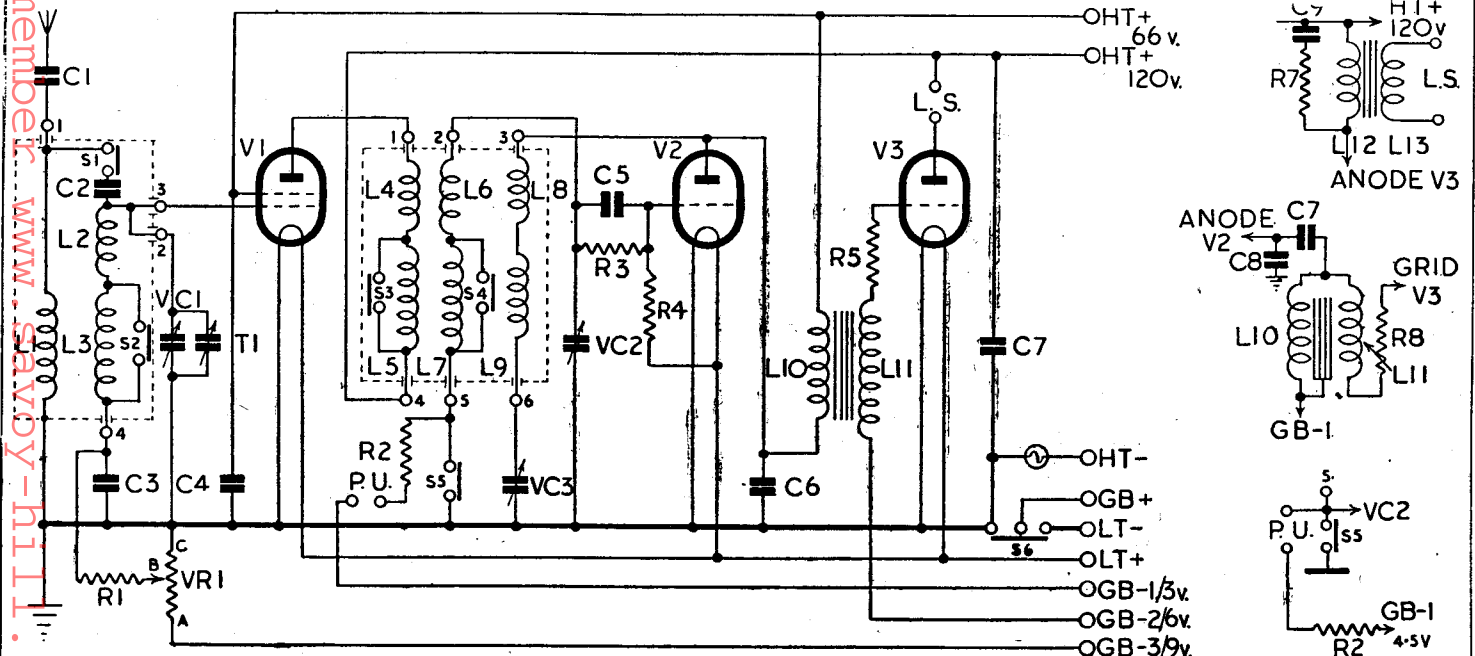 member www.savoy-hill.
C1
1
S1
C2
3
2
L2
L3
S2
VC1
T1
4
C3
C4
R1
B
C
VR1
A
V1
1
2
3
L4
L6
L8
S3
S4
L5
L7
L9
4
5
6
R2
P.U.
S5
VC3
C5
R3
R4
VC2
V2
C6
L10
L11
R5
V3
L.S.
C7
HT+
66 v.
HT+
120v.
HT-
GB+
LT-
S6
LT+
GB-1/3v.
GB-2/6v.
GB-3/9v.
C9
HT+
120v
R7
L.S.
L12 L13
ANODE V3
ANODE
V2
C7
C8
GRID
V3
L10
R8
L11
GB-1
S.
VC2
P.U.
S5
GB-1
4·5V
R2